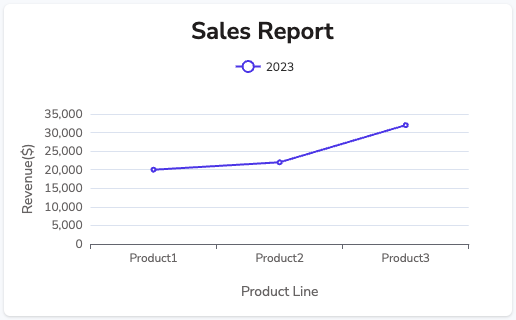 Sales Report
2023
Revenue($)
35,000
30,000
25,000
20,000
15,000
10,000
5,000
0
Product1 Product2 Product3
Product Line